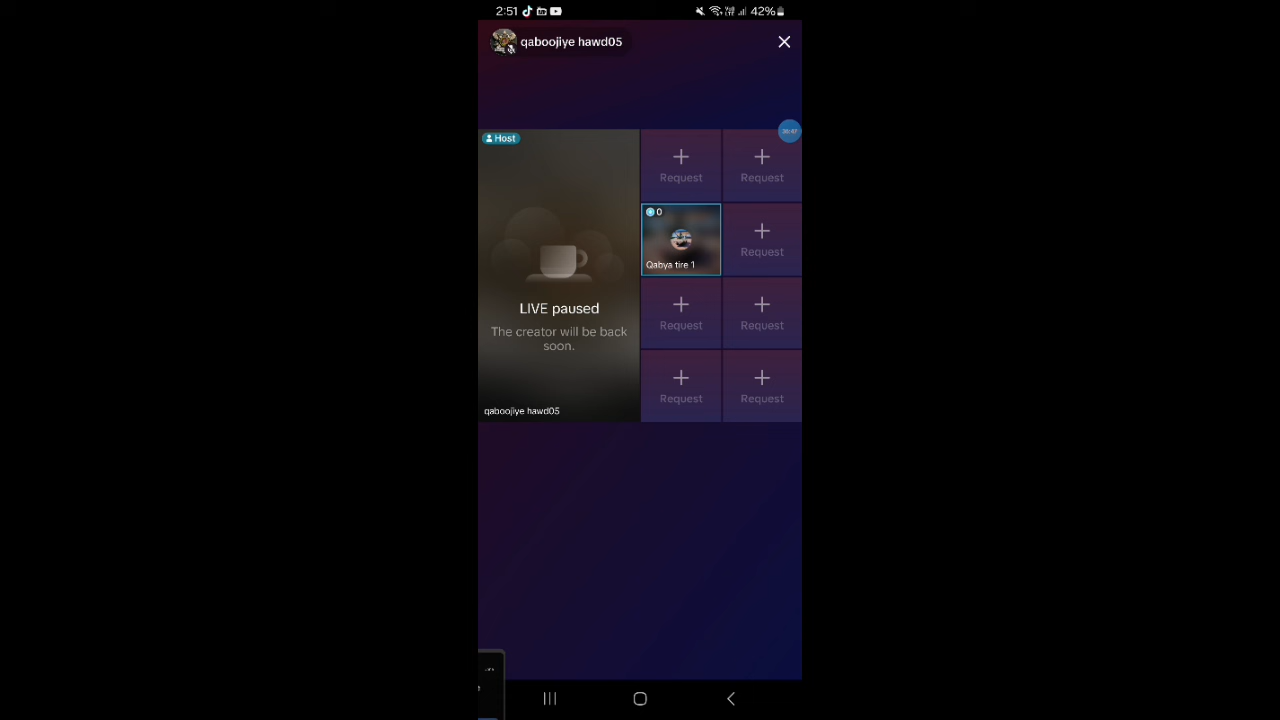 2:51
42%
qaboojiye hawd05
Host
LIVE paused
The creator will be back
soon.
qaboojiye hawd05
Request
Request
0
Qabya tire 1
Request
Request
Request
Request
Request